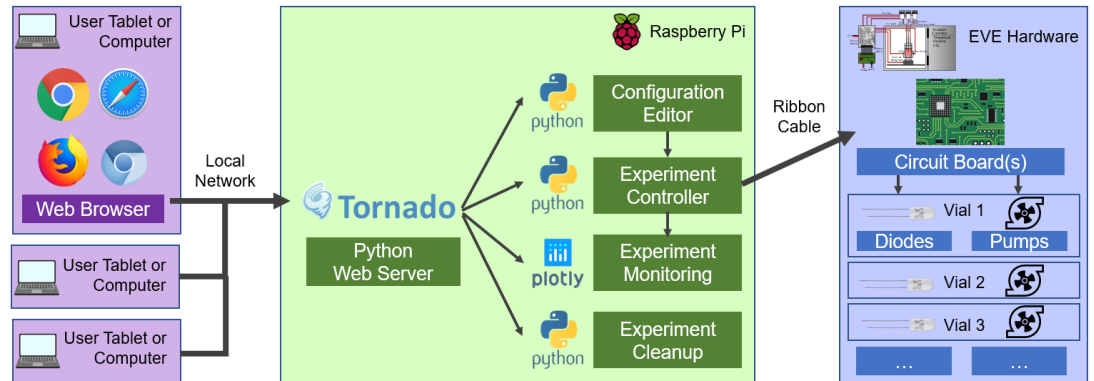 User Tablet or
Computer
Web Browser
User Tablet or
Computer
User Tablet or
Computer
Local
Network
Raspberry Pi
Tornado
Python
Web Server
python
Configuration
Editor
python
Experiment
Controller
plotly
Experiment
Monitoring
python
Experiment
Cleanup
Ribbon
Cable
EVE Hardware
Circuit Board(s)
Vial 1
Diodes
Pumps
Vial 2
Vial 3
...
...